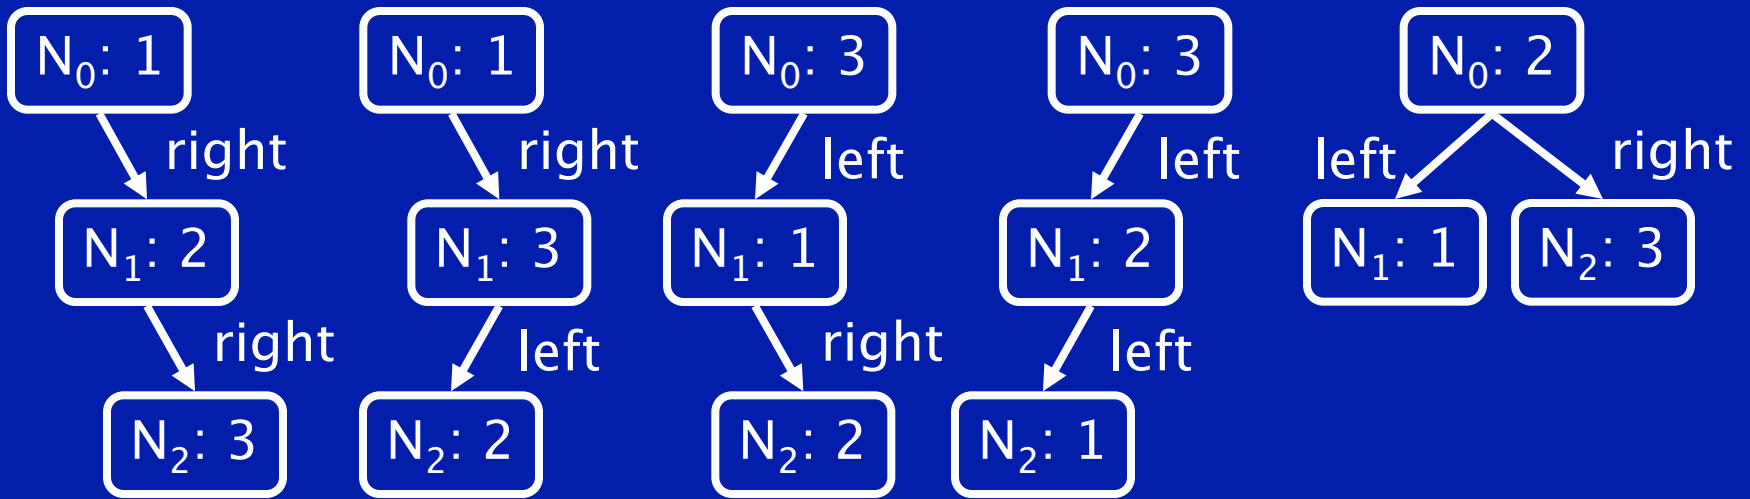 N₀: 1 N₀: 1 N₀: 3 N₀: 3 N₀: 2
right right left left left right
N₁: 2 N₁: 3 N₁: 1 N₁: 2 N₁: 1 N₂: 3
right left right left
N₂: 3 N₂: 2 N₂: 2 N₂: 1